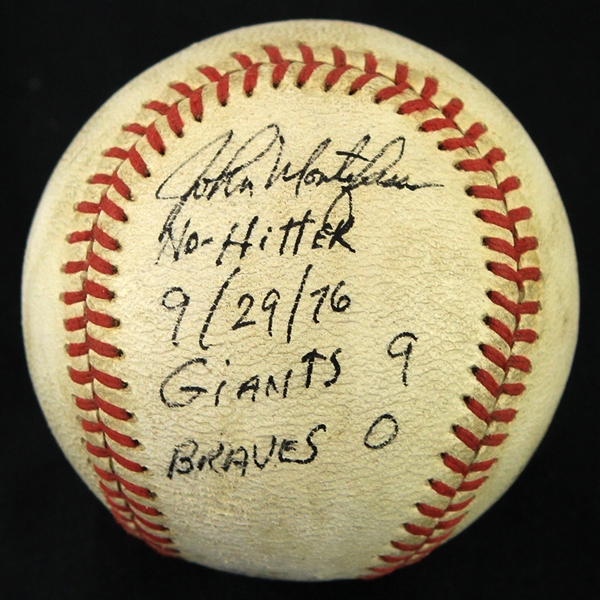 John Montefusco
No-HitteR
9/29/76
GiANTS 9
BRAVES 0